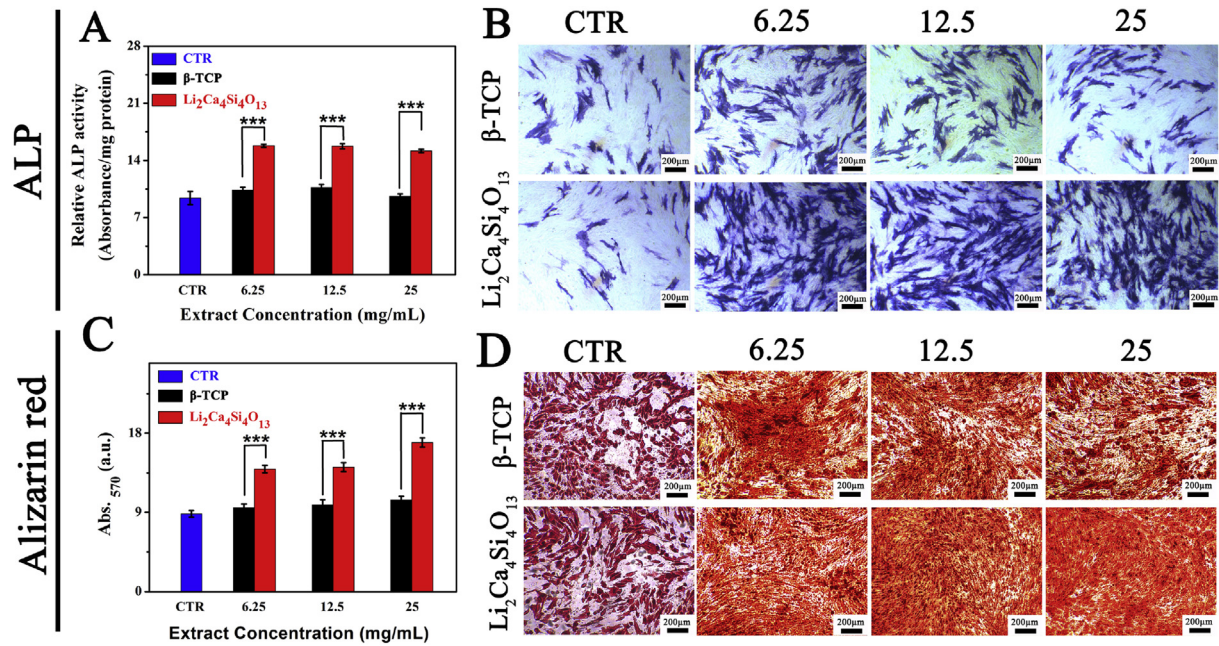 ALP
A
28
21
14
7
0
Relative ALP activity
(Absorbance/mg protein)
CTR
β-TCP
Li₂Ca₄Si₄O₁₃
***
***
***
CTR
6.25
12.5
25
Extract Concentration (mg/mL)
B
CTR
6.25
12.5
25
β-TCP
200μm
200μm
200μm
200μm
Li₂Ca₄Si₄O₁₃
200μm
200μm
200μm
200μm
Alizarin red
C
18
9
0
Abs. ₅₇₀ (a.u.)
CTR
β-TCP
Li₂Ca₄Si₄O₁₃
***
***
***
CTR
6.25
12.5
25
Extract Concentration (mg/mL)
D
CTR
6.25
12.5
25
β-TCP
200μm
200μm
200μm
200μm
Li₂Ca₄Si₄O₁₃
200μm
200μm
200μm
200μm